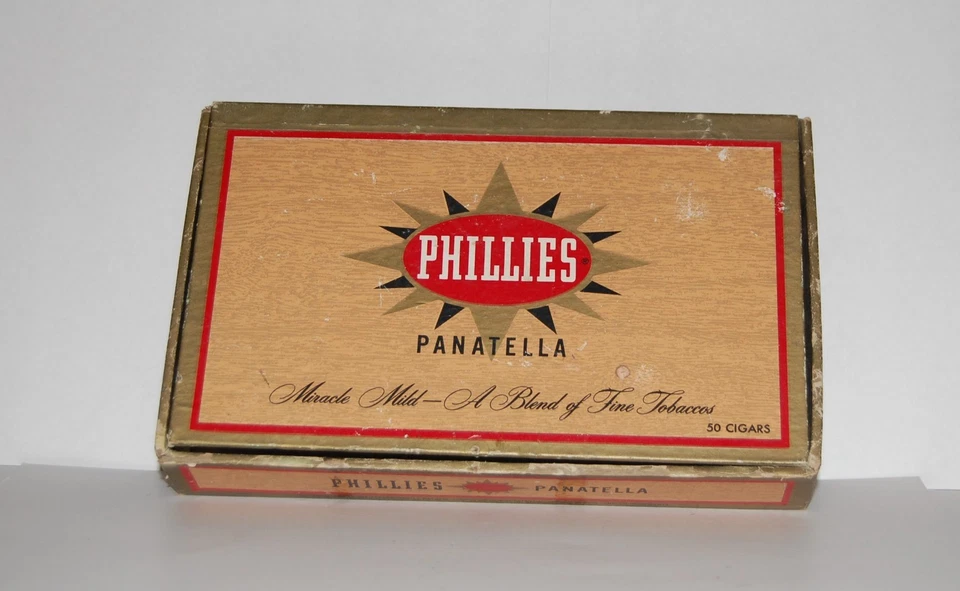 PHILLIES®
PANATELLA
Miracle Mild—A Blend of Fine Tobaccos
50 CIGARS
PHILLIES PANATELLA